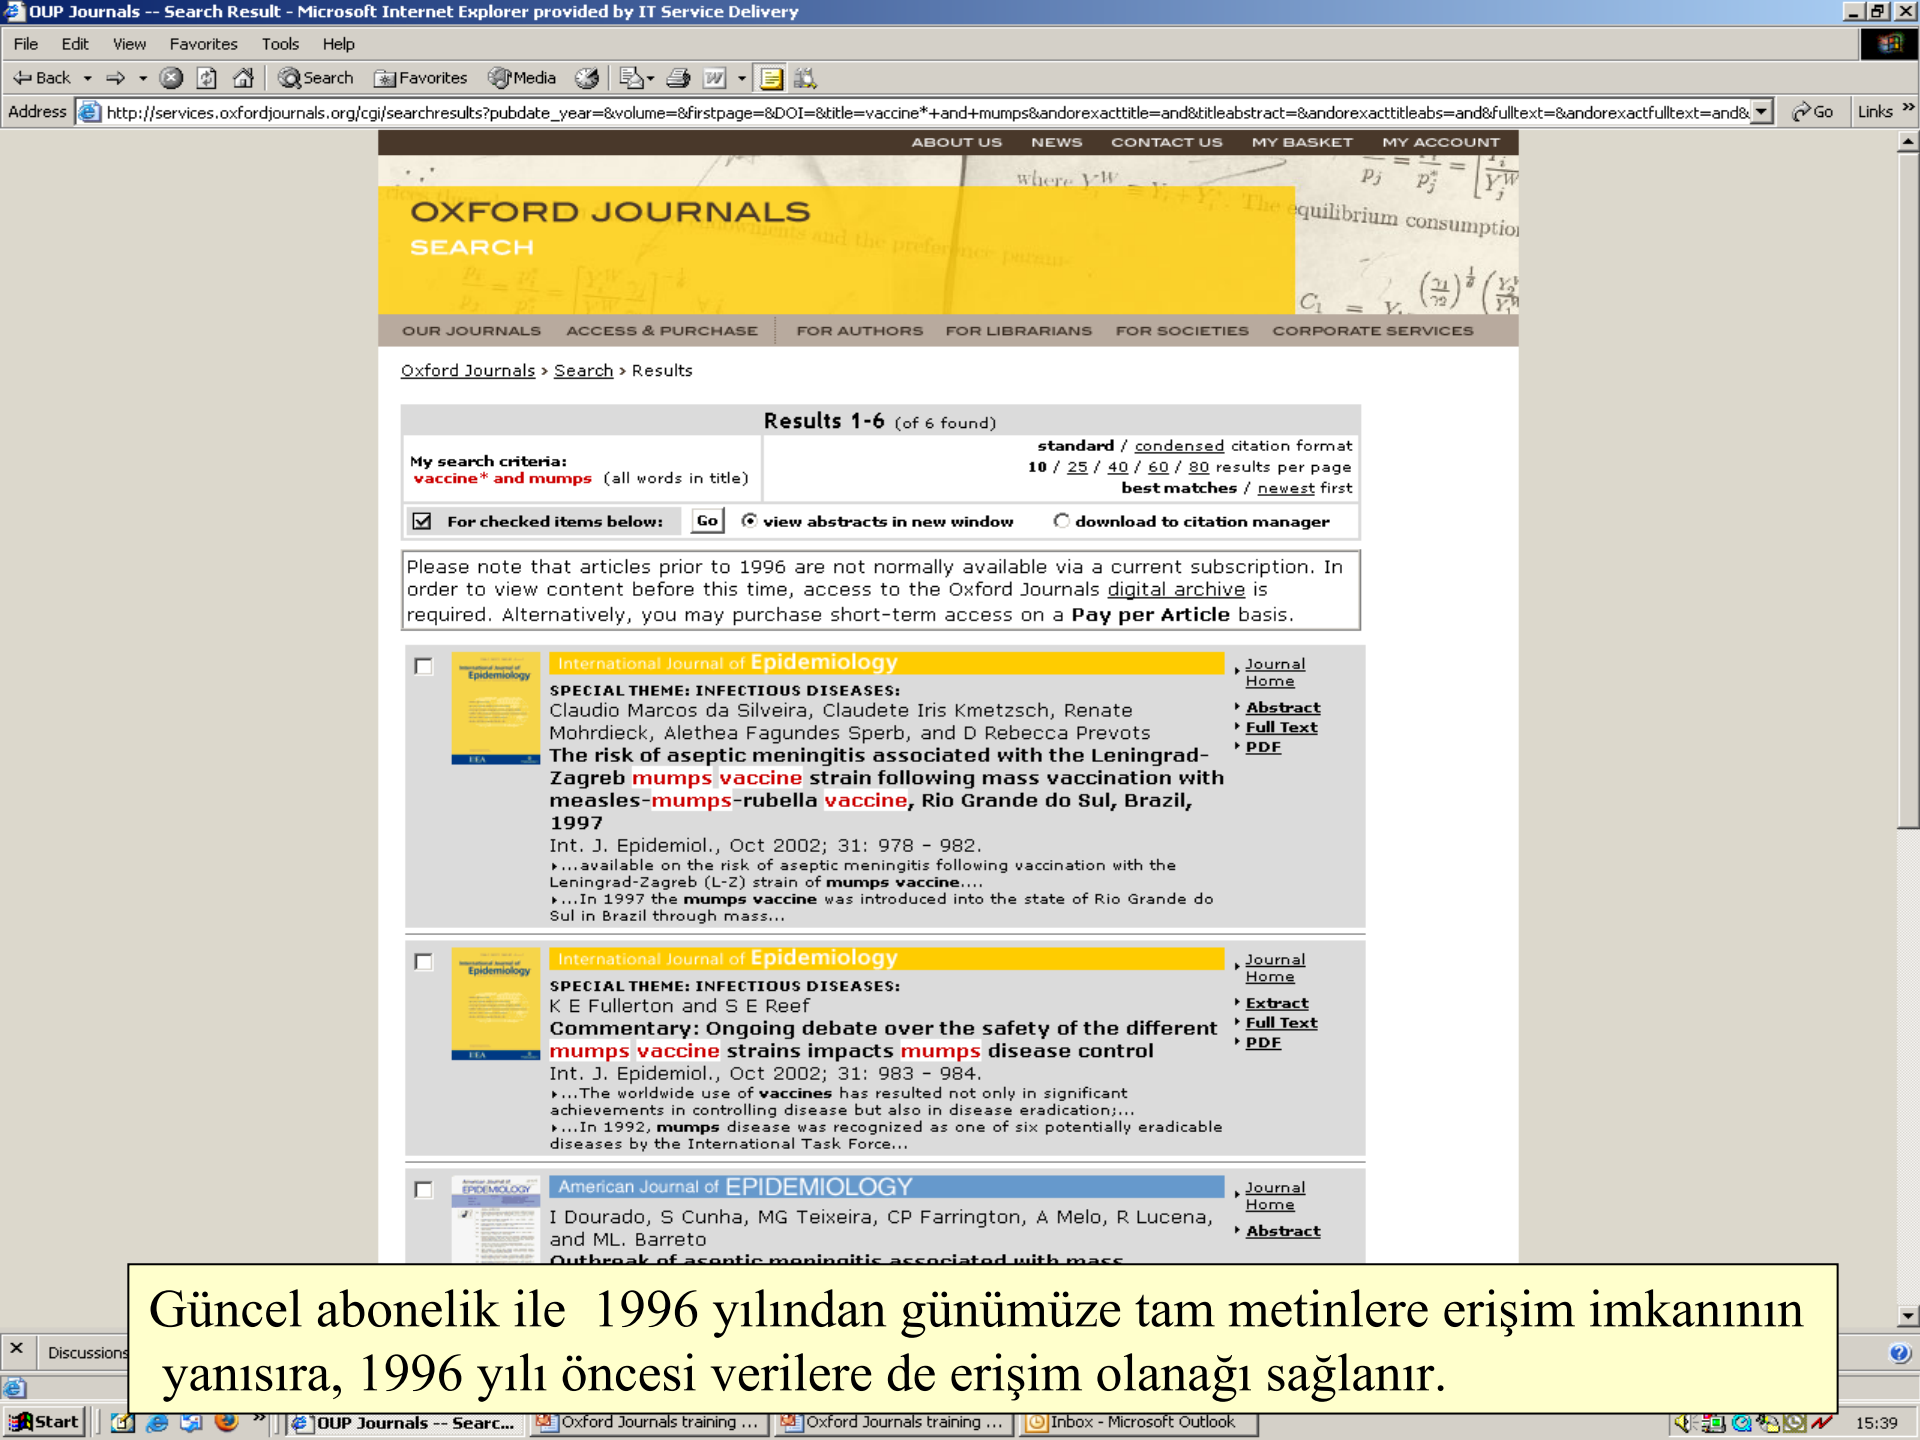 OUP Journals -- Search Result - Microsoft Internet Explorer provided by IT Service Delivery
File Edit View Favorites Tools Help
Back Search Favorites Media
Address http://services.oxfordjournals.org/cgi/searchresults?pubdate_year=&volume=&firstpage=&DOI=&title=vaccine*+and+mumps&andorexacttitle=and&titleabstract=&andorexacttitleabs=and&fulltext=&andorexactfulltext=and& Go Links »
ABOUT US NEWS CONTACT US MY BASKET MY ACCOUNT
where
The equilibrium consumption
OXFORD JOURNALS
SEARCH
OUR JOURNALS ACCESS & PURCHASE FOR AUTHORS FOR LIBRARIANS FOR SOCIETIES CORPORATE SERVICES
Oxford Journals > Search > Results
Results 1-6 (of 6 found)
My search criteria:
vaccine* and mumps (all words in title)
standard / condensed citation format
10 / 25 / 40 / 60 / 80 results per page
best matches / newest first
For checked items below: Go view abstracts in new window download to citation manager
Please note that articles prior to 1996 are not normally available via a current subscription. In
order to view content before this time, access to the Oxford Journals digital archive is
required. Alternatively, you may purchase short-term access on a Pay per Article basis.
International Journal of Epidemiology
SPECIAL THEME: INFECTIOUS DISEASES:
Claudio Marcos da Silveira, Claudete Iris Kmetzsch, Renate
Mohrdieck, Alethea Fagundes Sperb, and D Rebecca Prevots
The risk of aseptic meningitis associated with the Leningrad-
Zagreb mumps vaccine strain following mass vaccination with
measles-mumps-rubella vaccine, Rio Grande do Sul, Brazil,
1997
Int. J. Epidemiol., Oct 2002; 31: 978 - 982.
...available on the risk of aseptic meningitis following vaccination with the
Leningrad-Zagreb (L-Z) strain of mumps vaccine....
...In 1997 the mumps vaccine was introduced into the state of Rio Grande do
Sul in Brazil through mass...
Journal
Home
Abstract
Full Text
PDF
International Journal of Epidemiology
SPECIAL THEME: INFECTIOUS DISEASES:
K E Fullerton and S E Reef
Commentary: Ongoing debate over the safety of the different
mumps vaccine strains impacts mumps disease control
Int. J. Epidemiol., Oct 2002; 31: 983 - 984.
...The worldwide use of vaccines has resulted not only in significant
achievements in controlling disease but also in disease eradication;...
...In 1992, mumps disease was recognized as one of six potentially eradicable
diseases by the International Task Force...
Journal
Home
Extract
Full Text
PDF
American Journal of EPIDEMIOLOGY
I Dourado, S Cunha, MG Teixeira, CP Farrington, A Melo, R Lucena,
and ML. Barreto
Outbreak of aseptic meningitis associated with mass
Journal
Home
Abstract
Güncel abonelik ile 1996 yılından günümüze tam metinlere erişim imkanının
yanısıra, 1996 yılı öncesi verilere de erişim olanağı sağlanır.
Discussions
Start » OUP Journals -- Searc... Oxford Journals training ... Oxford Journals training ... Inbox - Microsoft Outlook 15:39